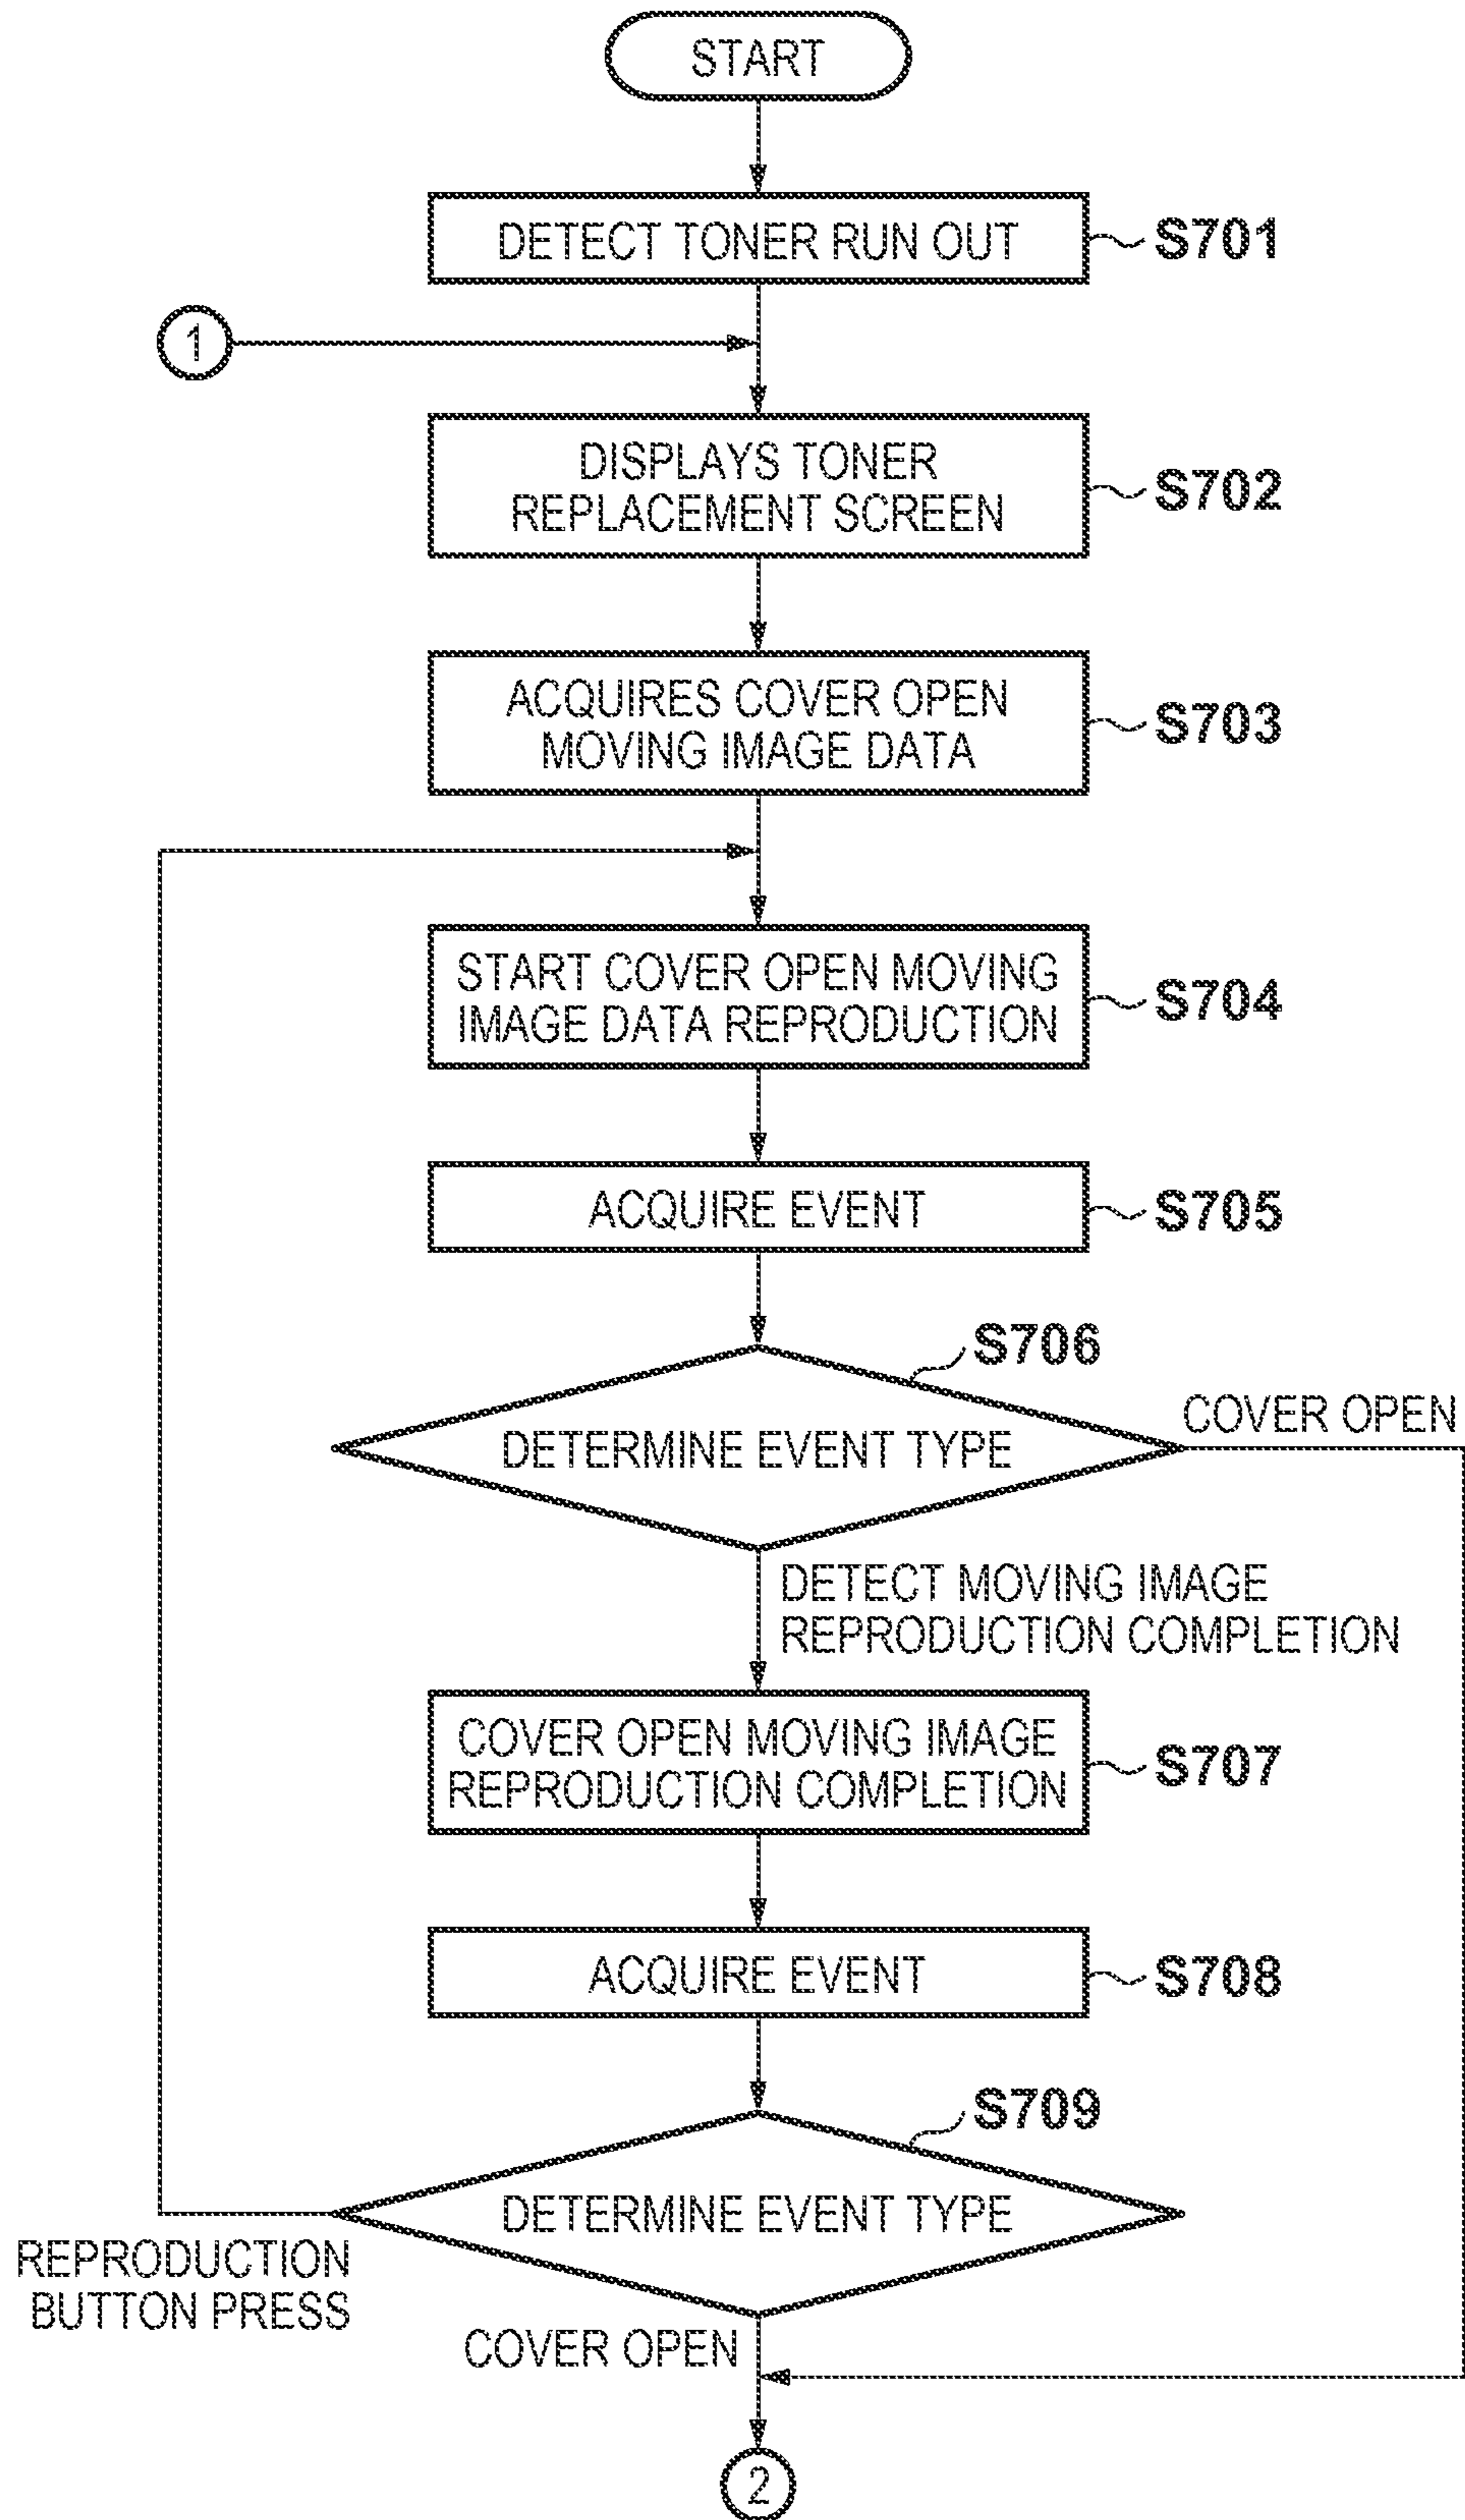 START
DETECT TONER RUN OUT
S701
1
DISPLAYS TONER
REPLACEMENT SCREEN
S702
ACQUIRES COVER OPEN
MOVING IMAGE DATA
S703
START COVER OPEN MOVING
IMAGE DATA REPRODUCTION
S704
ACQUIRE EVENT
S705
S706
COVER OPEN
DETERMINE EVENT TYPE
DETECT MOVING IMAGE
REPRODUCTION COMPLETION
COVER OPEN MOVING IMAGE
REPRODUCTION COMPLETION
S707
ACQUIRE EVENT
S708
S709
DETERMINE EVENT TYPE
REPRODUCTION
BUTTON PRESS
COVER OPEN
2